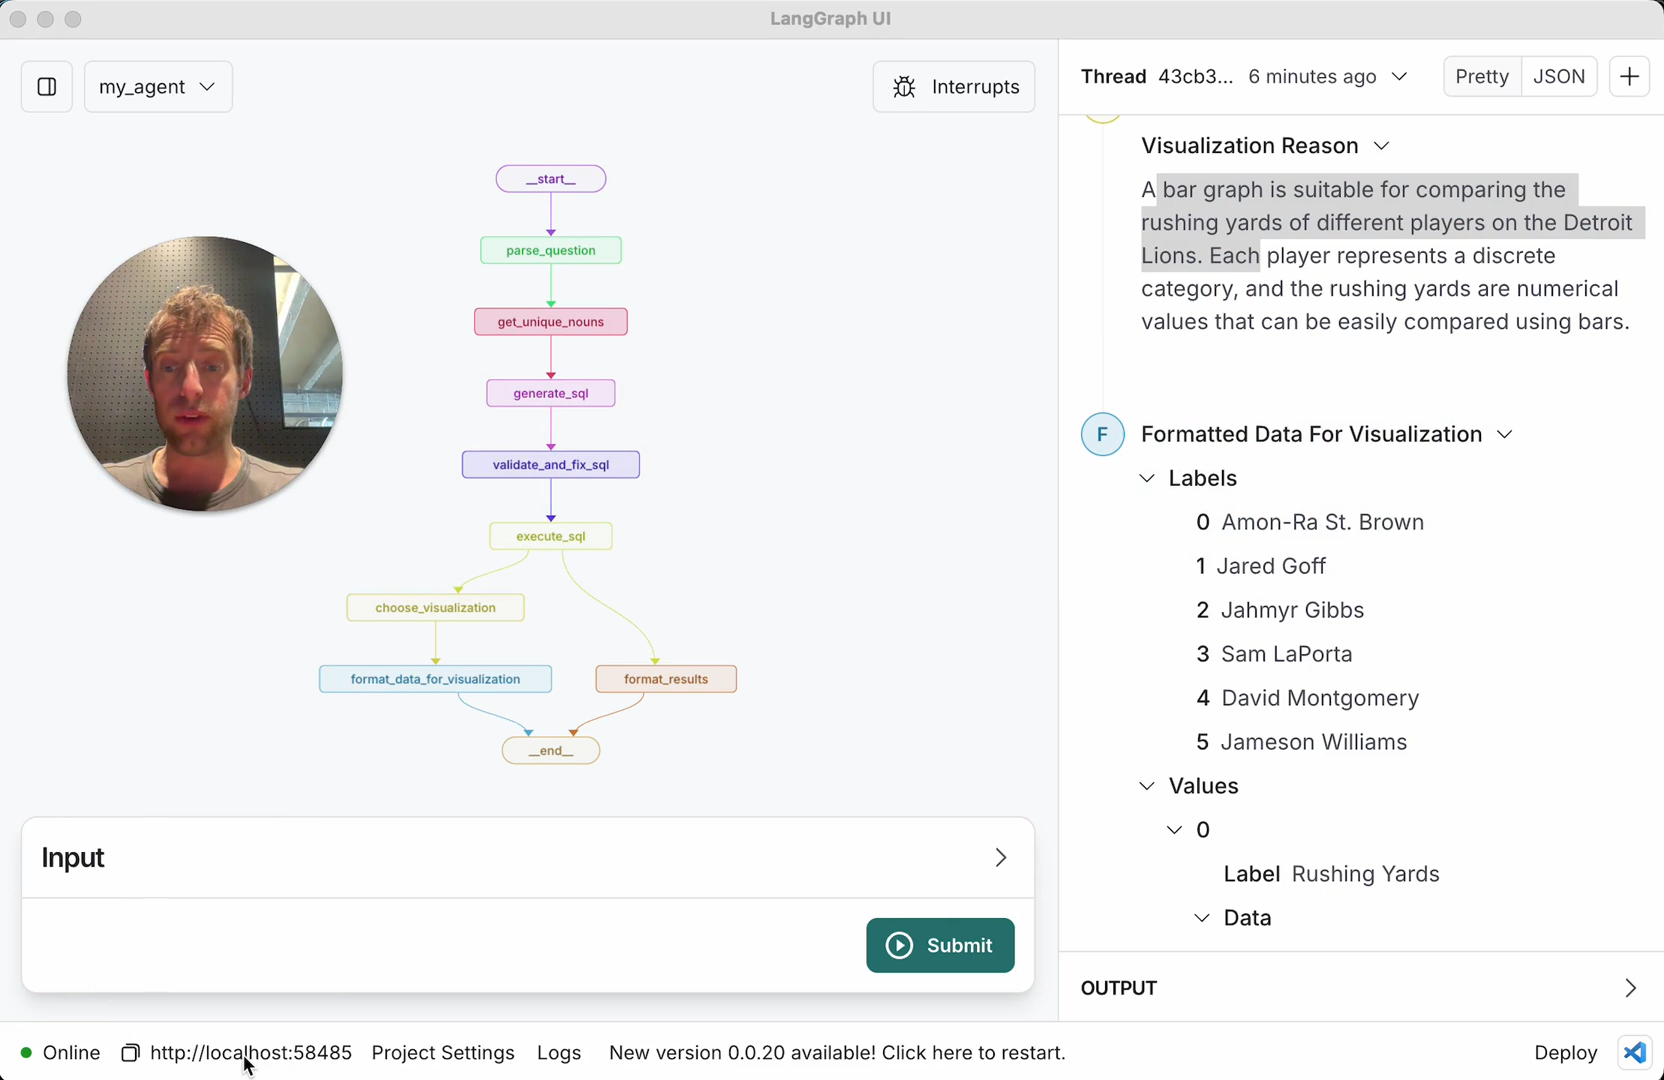 LangGraph UI
my_agent
Interrupts
__start__
parse_question
get_unique_nouns
generate_sql
validate_and_fix_sql
execute_sql
choose_visualization
format_data_for_visualization
format_results
__end__
Input
Submit
Thread 43cb3... 6 minutes ago
Pretty
JSON
Visualization Reason
A bar graph is suitable for comparing the
rushing yards of different players on the Detroit
Lions. Each player represents a discrete
category, and the rushing yards are numerical
values that can be easily compared using bars.
F
Formatted Data For Visualization
Labels
0 Amon-Ra St. Brown
1 Jared Goff
2 Jahmyr Gibbs
3 Sam LaPorta
4 David Montgomery
5 Jameson Williams
Values
0
Label Rushing Yards
Data
OUTPUT
Online
http://localhost:58485
Project Settings
Logs
New version 0.0.20 available! Click here to restart.
Deploy